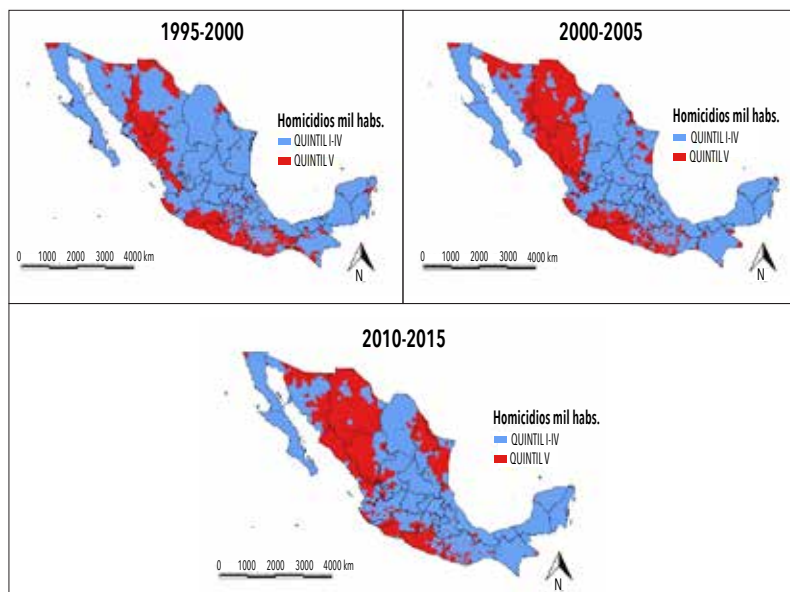 1995-2000
Homicidios mil habs.
QUINTIL I-IV
QUINTIL V
0 1000 2000 3000 4000 km
N
2000-2005
Homicidios mil habs.
QUINTIL I-IV
QUINTIL V
0 1000 2000 3000 4000 km
N
2010-2015
Homicidios mil habs.
QUINTIL I-IV
QUINTIL V
0 1000 2000 3000 4000 km
N